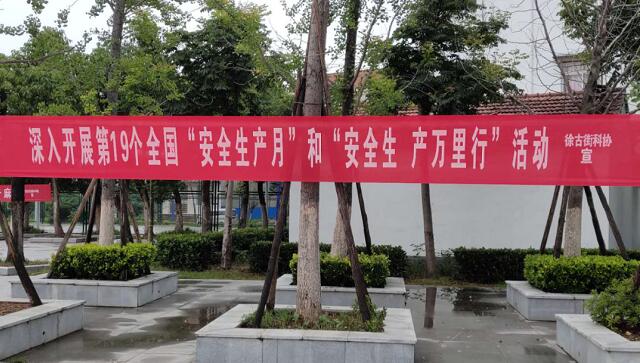 深入开展第19个全国“安全生产月”和“安全生 产万里行”活动
徐古街科协
宣